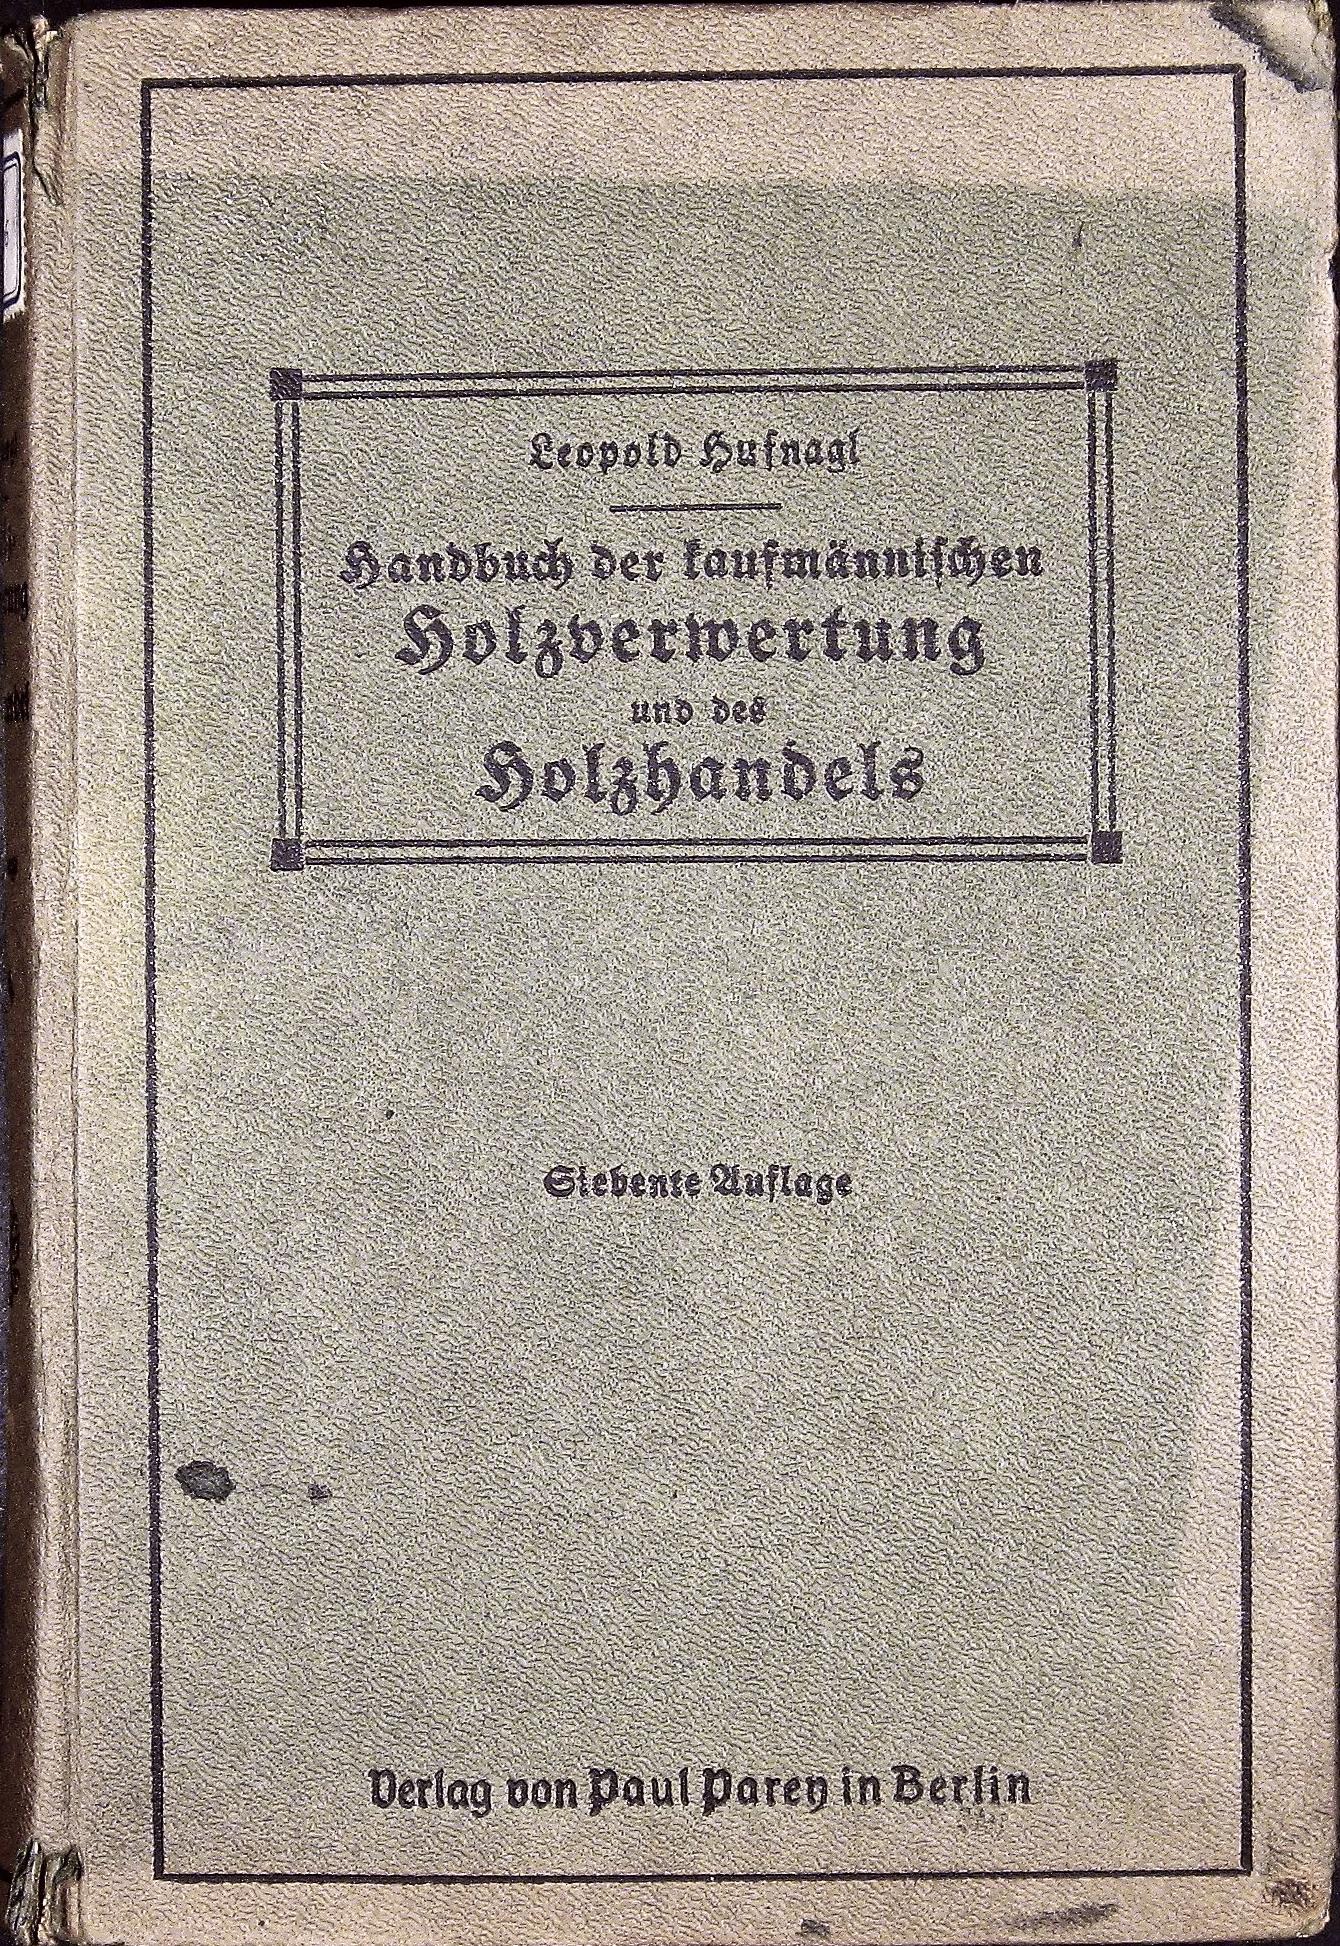 Leopold Hufnagl
Handbuch der kaufmännischen
Holzverwertung
und des
Holzhandels
Siebente Auflage
Verlag von Paul Parey in Berlin